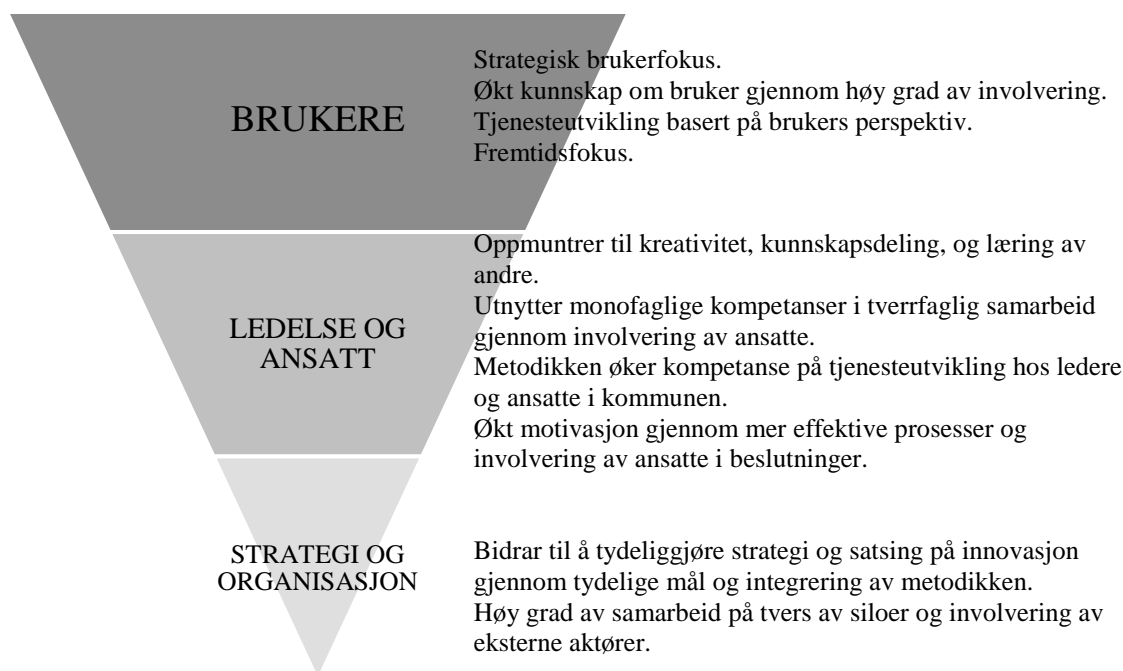 BRUKERE
Strategisk brukerfokus.
Økt kunnskap om bruker gjennom høy grad av involvering.
Tjenesteutvikling basert på brukers perspektiv.
Fremtidsfokus.
LEDELSE OG
ANSATT
Oppmuntrer til kreativitet, kunnskapsdeling, og læring av
andre.
Utnytter monofaglige kompetanser i tverrfaglig samarbeid
gjennom involvering av ansatte.
Metodikken øker kompetanse på tjenesteutvikling hos ledere
og ansatte i kommunen.
Økt motivasjon gjennom mer effektive prosesser og
involvering av ansatte i beslutninger.
STRATEGI OG
ORGANISASJON
Bidrar til å tydeliggjøre strategi og satsing på innovasjon
gjennom tydelige mål og integrering av metodikken.
Høy grad av samarbeid på tvers av siloer og involvering av
eksterne aktører.